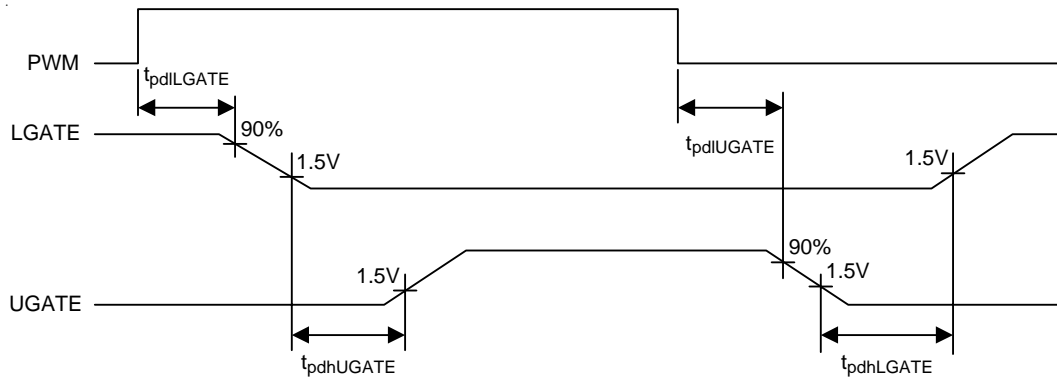 PWM
tpdlLGATE
LGATE
90%
1.5V
tpdlUGATE
1.5V
90%
1.5V
1.5V
UGATE
tpdhUGATE
tpdhLGATE